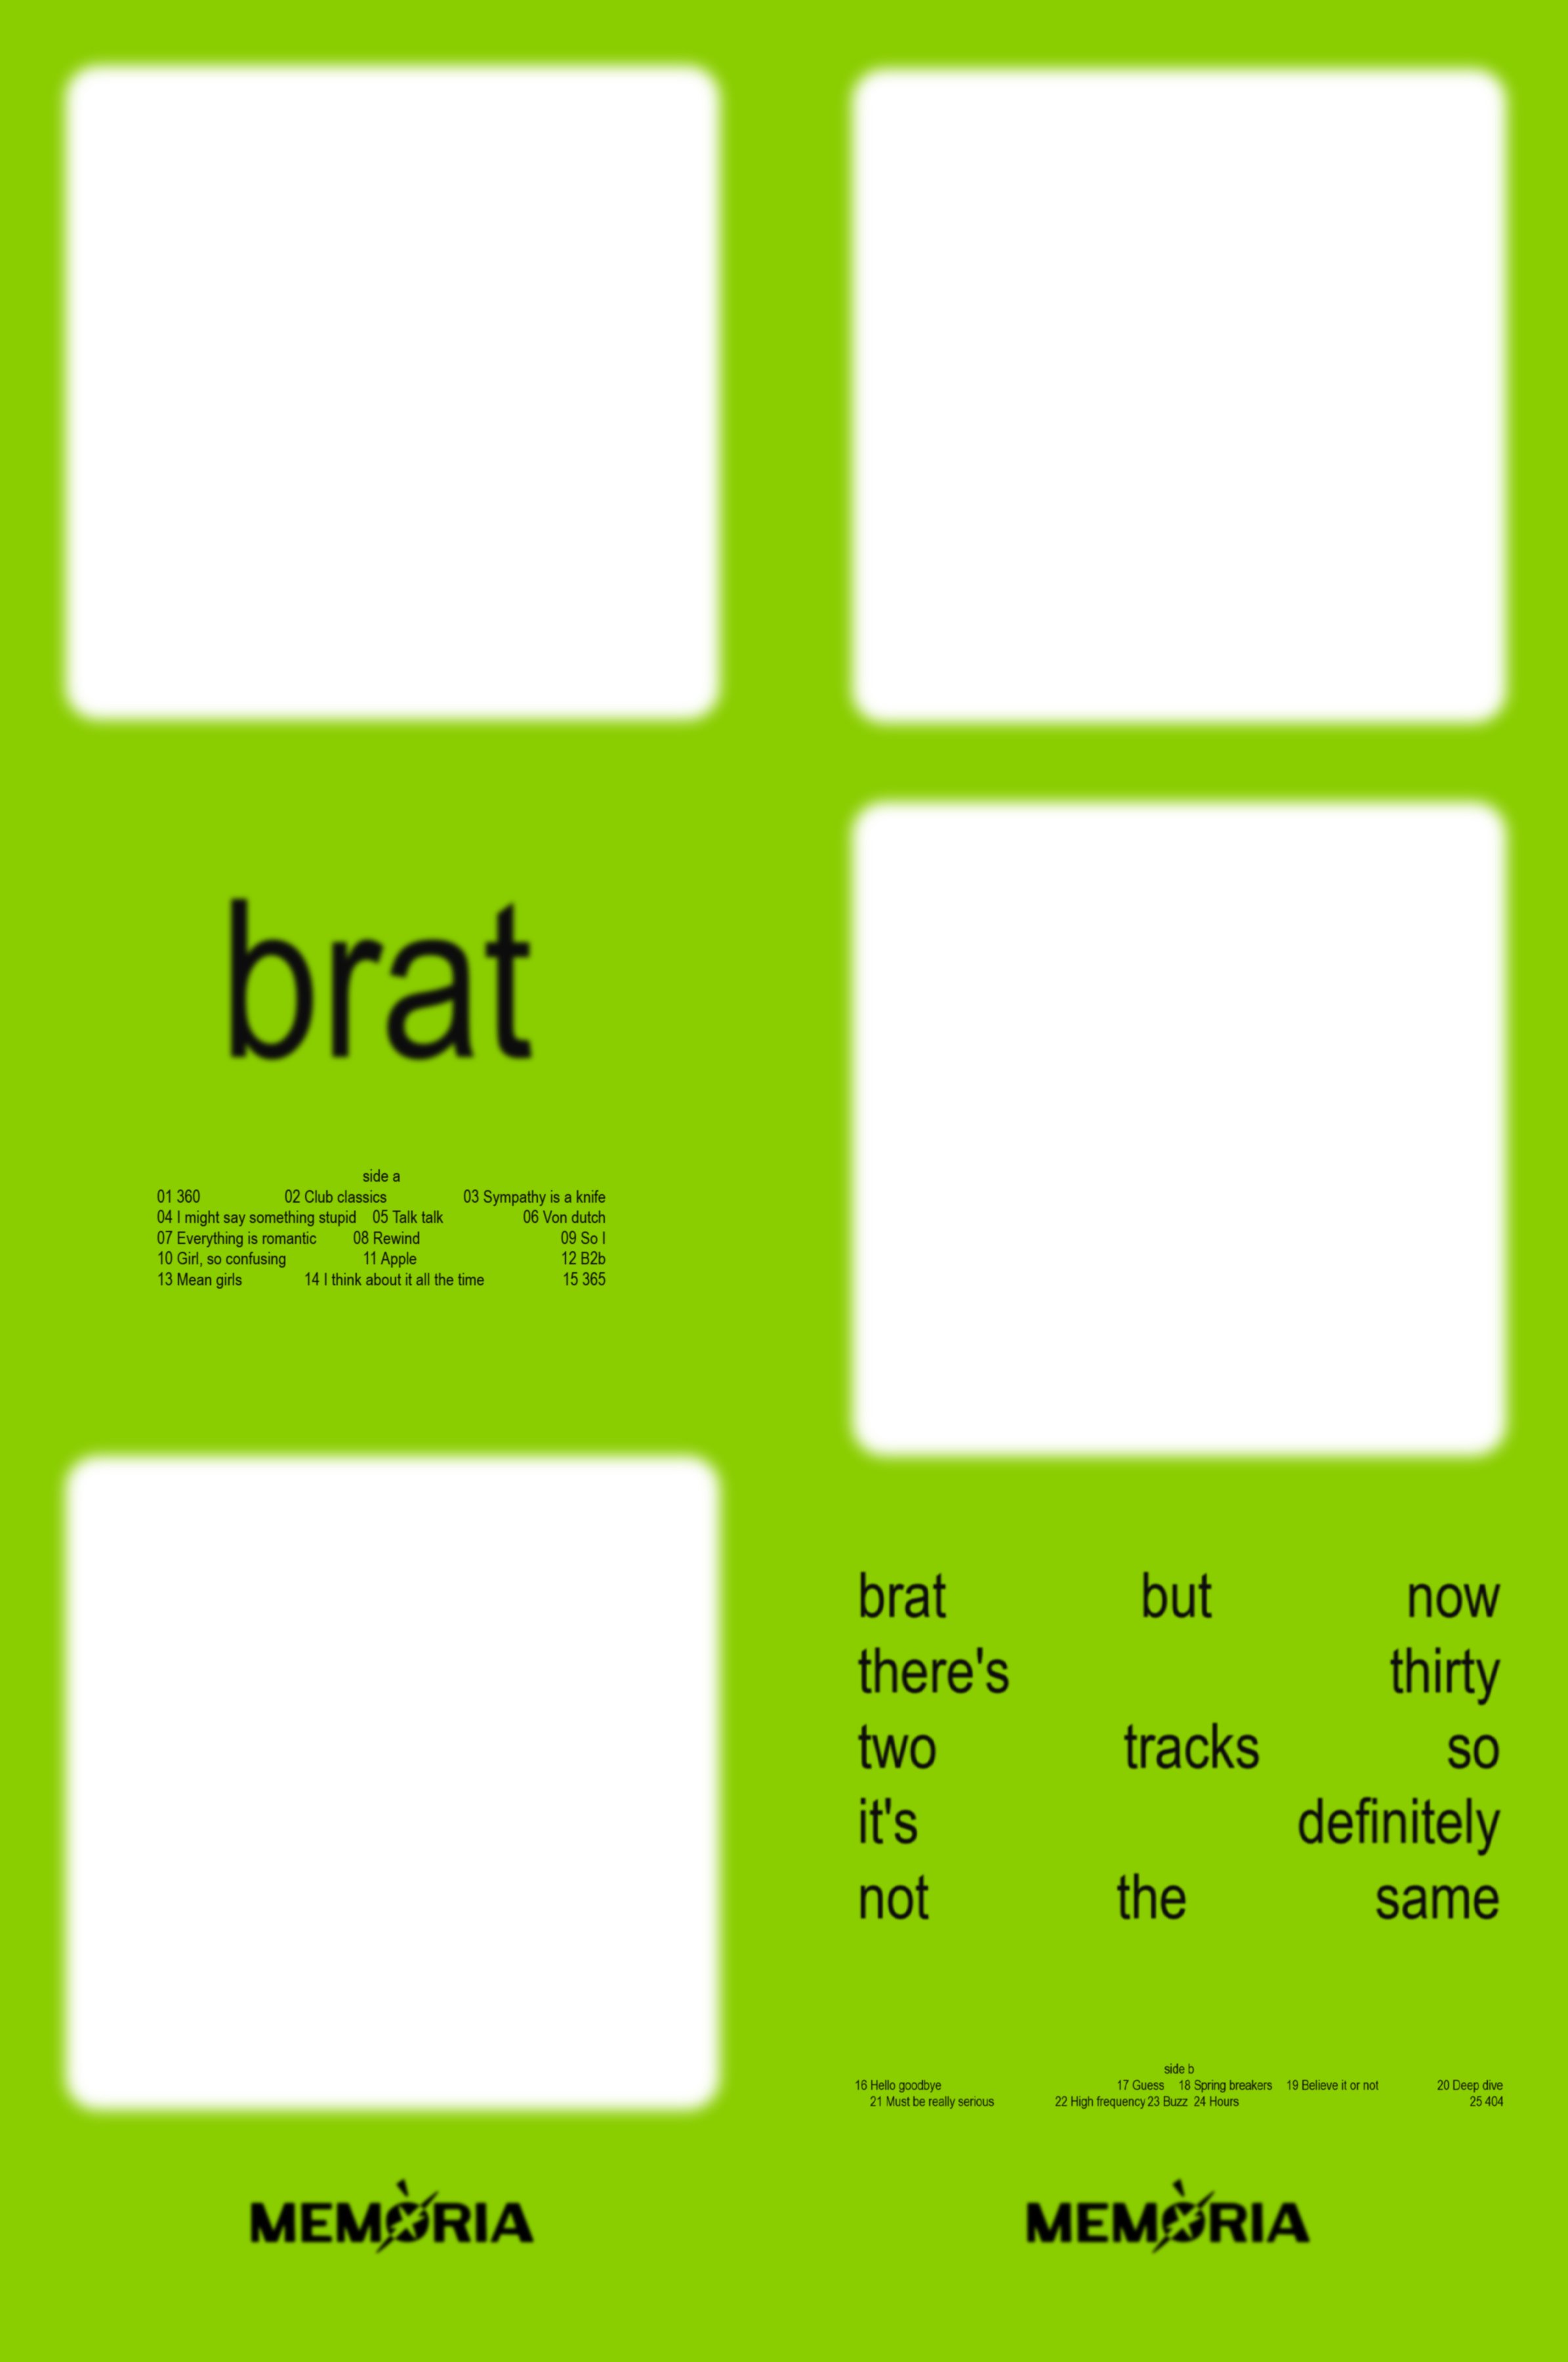 brat
side a
01 360 02 Club classics 03 Sympathy is a knife
04 I might say something stupid 05 Talk talk 06 Von dutch
07 Everything is romantic 08 Rewind 09 So I
10 Girl, so confusing 11 Apple 12 B2b
13 Mean girls 14 I think about it all the time 15 365
MEMÒRIA
brat but now
there's thirty
two tracks so
it's definitely
not the same
side b
16 Hello goodbye 17 Guess 18 Spring breakers 19 Believe it or not 20 Deep dive
21 Must be really serious 22 High frequency 23 Buzz 24 Hours 25 404
MEMÒRIA